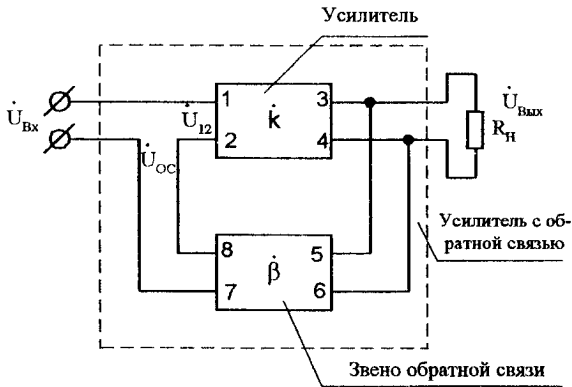 Усилитель
U̇Вх
1
U̇12
2
k̇
3
4
U̇Вых
RН
U̇ОС
8
7
β̇
5
6
Усилитель с об-
ратной связью
Звено обратной связи